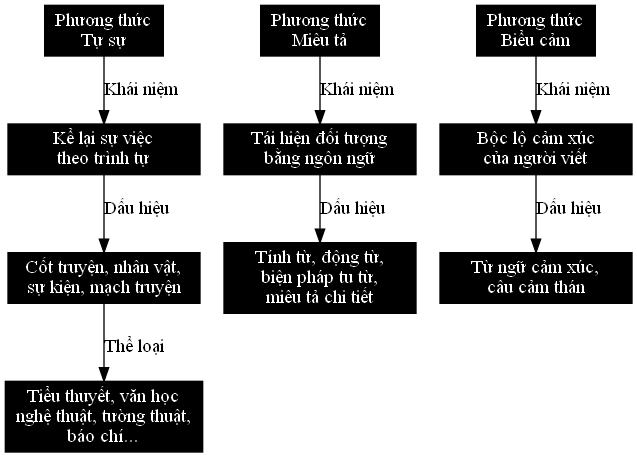 Phương thức
Tự sự
Khái niệm
Kể lại sự việc
theo trình tự
Dấu hiệu
Cốt truyện, nhân vật,
sự kiện, mạch truyện
Thể loại
Tiểu thuyết, văn học
nghệ thuật, tường thuật,
báo chí...
Phương thức
Miêu tả
Khái niệm
Tái hiện đối tượng
bằng ngôn ngữ
Dấu hiệu
Tính từ, động từ,
biện pháp tu từ,
miêu tả chi tiết
Phương thức
Biểu cảm
Khái niệm
Bộc lộ cảm xúc
của người viết
Dấu hiệu
Từ ngữ cảm xúc,
câu cảm thán